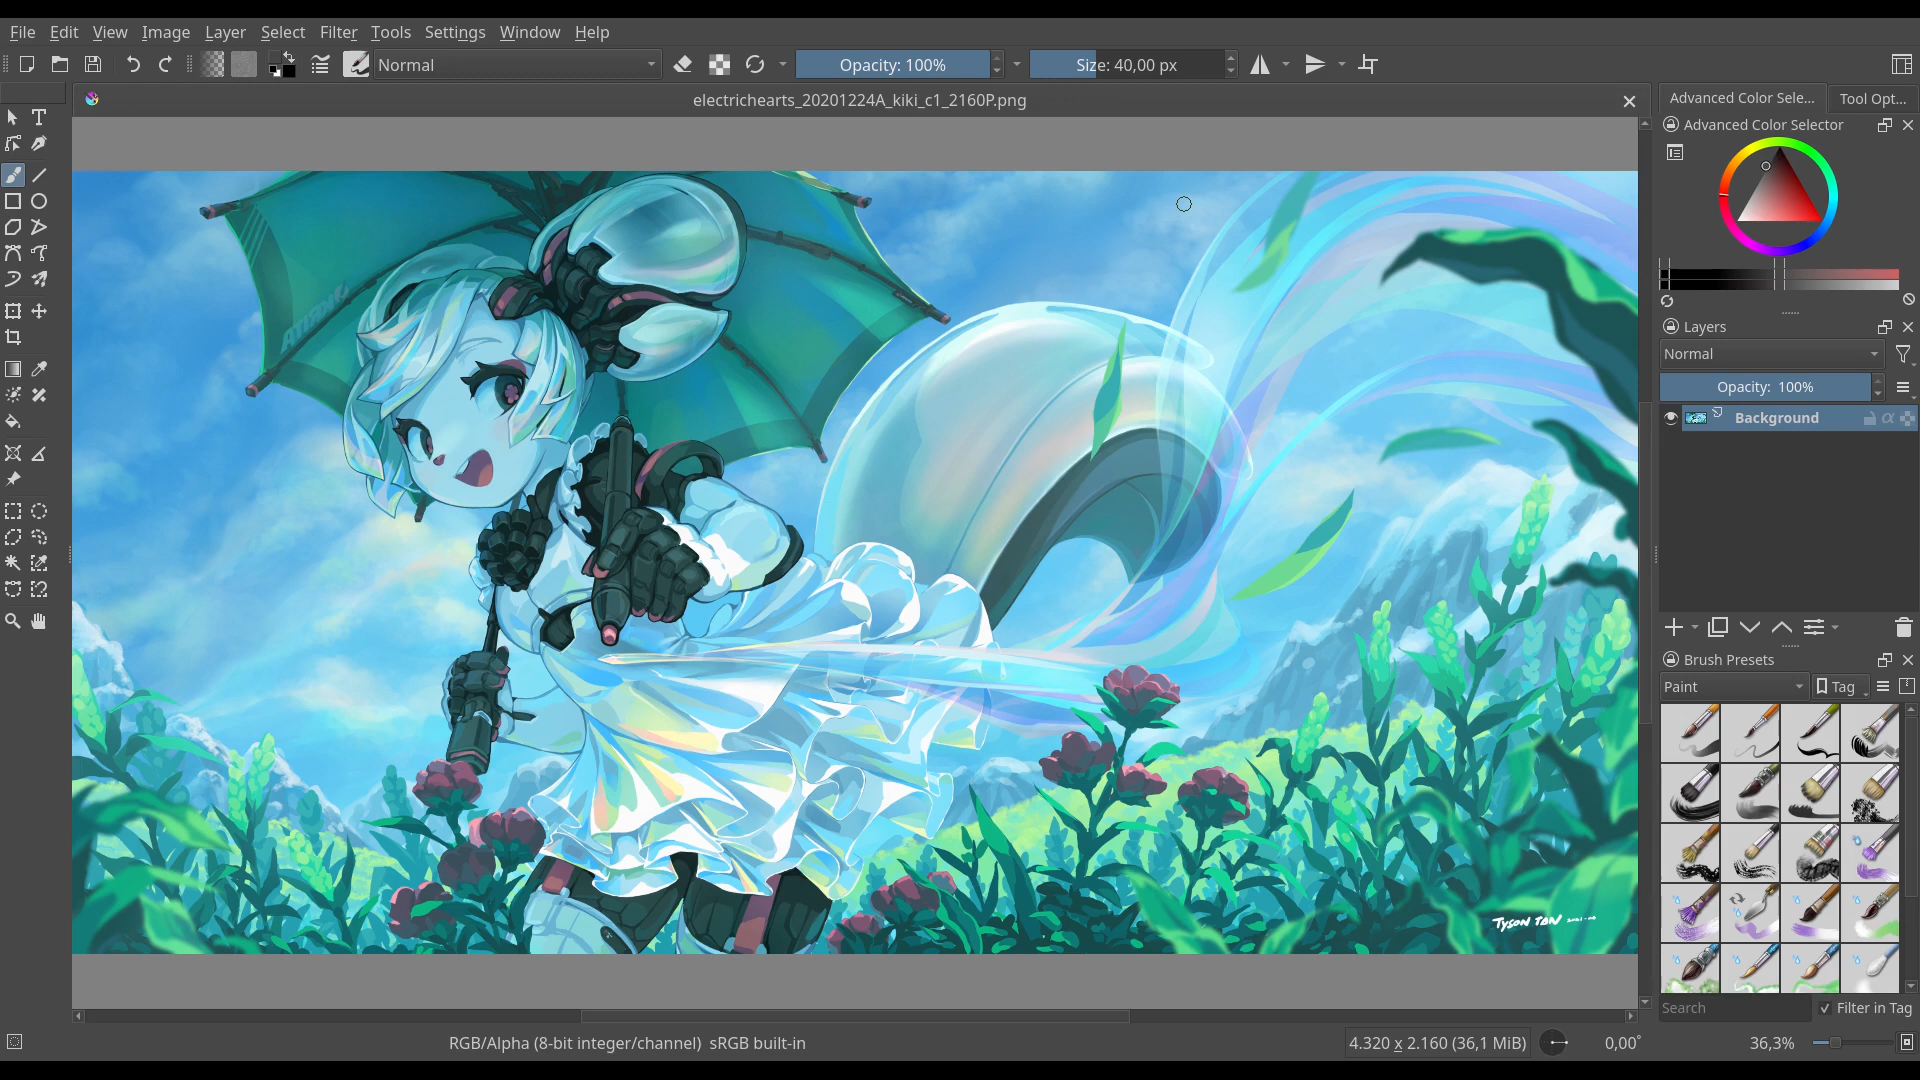 File Edit View Image Layer Select Filter Tools Settings Window Help
Normal Opacity: 100% Size: 40,00 px
electrichearts_20201224A_kiki_c1_2160P.png
Advanced Color Sele... Tool Opt...
Advanced Color Selector
Layers
Normal
Opacity: 100%
Background
Brush Presets
Paint Tag
TYSON TAN
Search Filter in Tag
RGB/Alpha (8-bit integer/channel) sRGB built-in 4.320 x 2.160 (36,1 MiB) 0,00° 36,3%